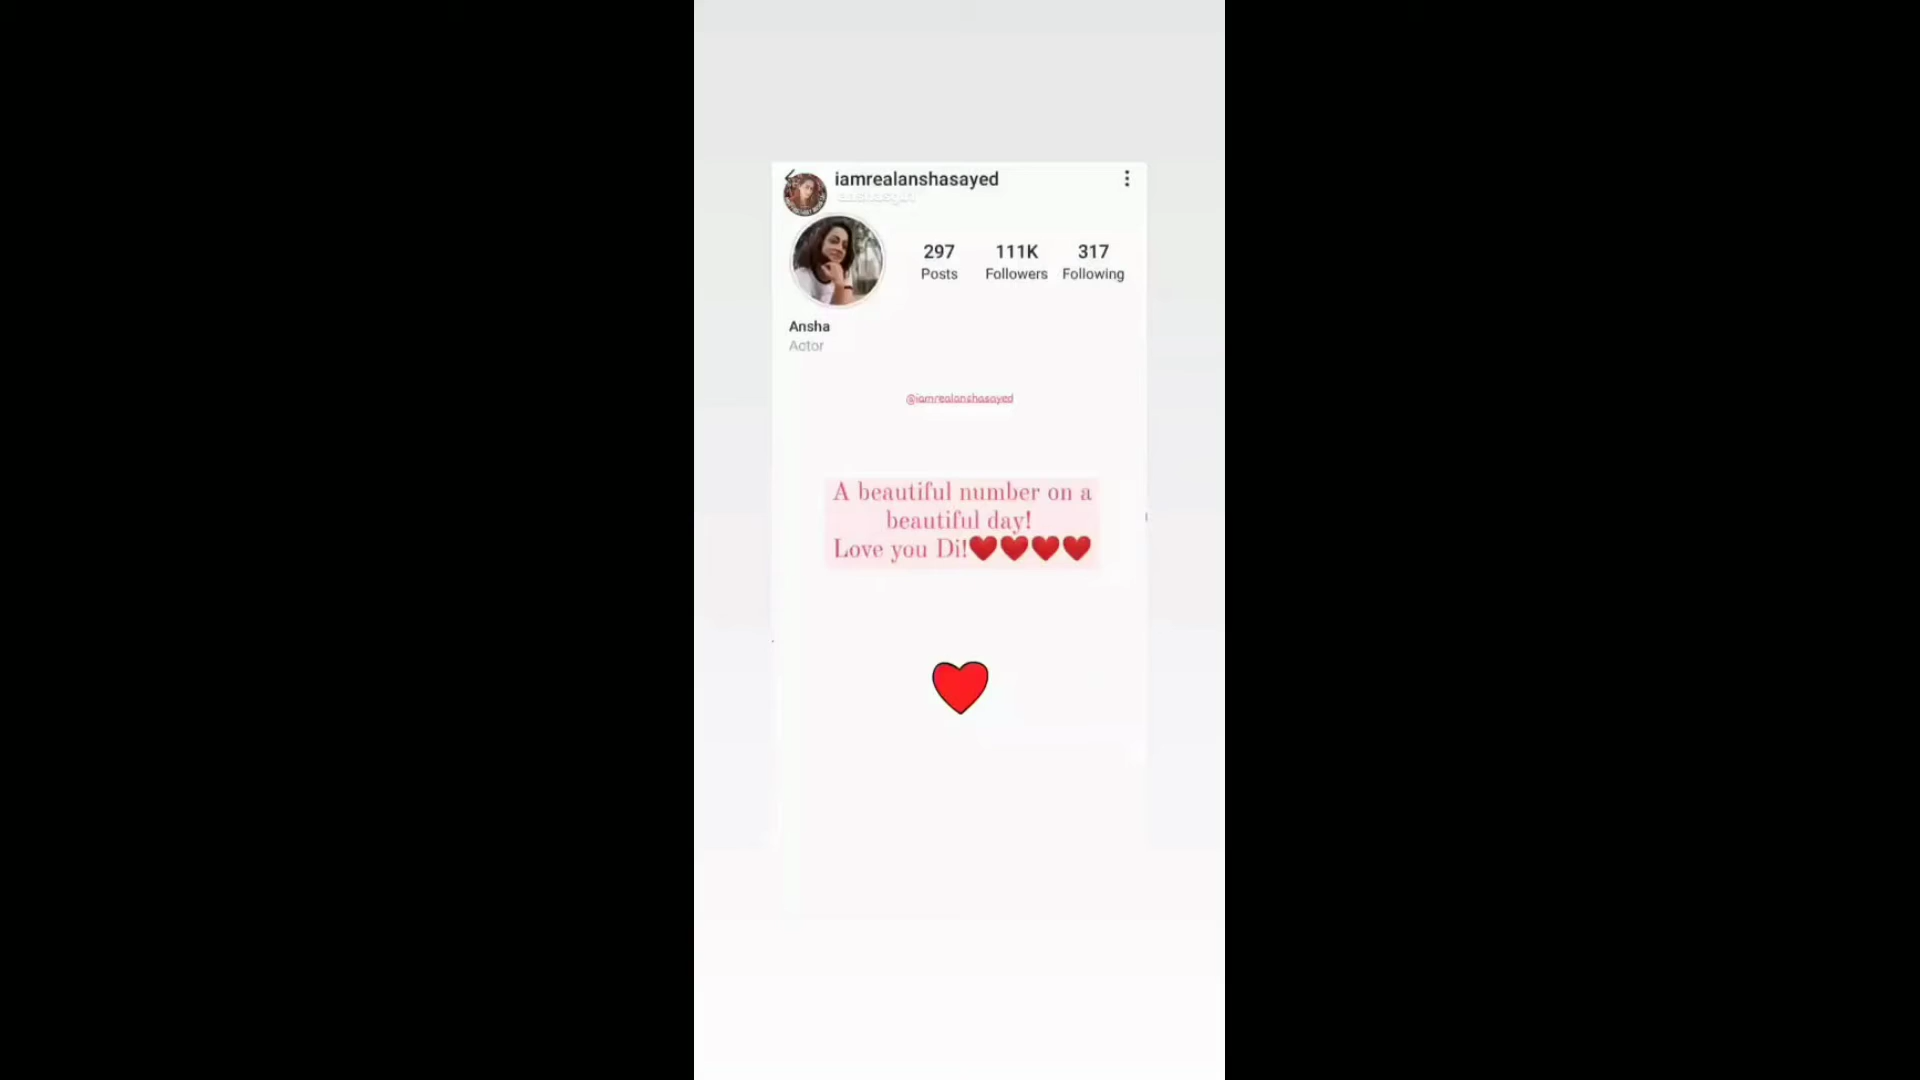 iamrealanshasayed
297 111K 317
Posts Followers Following
Ansha
Actor
@iamrealanshasayed
A beautiful number on a
beautiful day!
Love you Di!❤️❤️❤️❤️